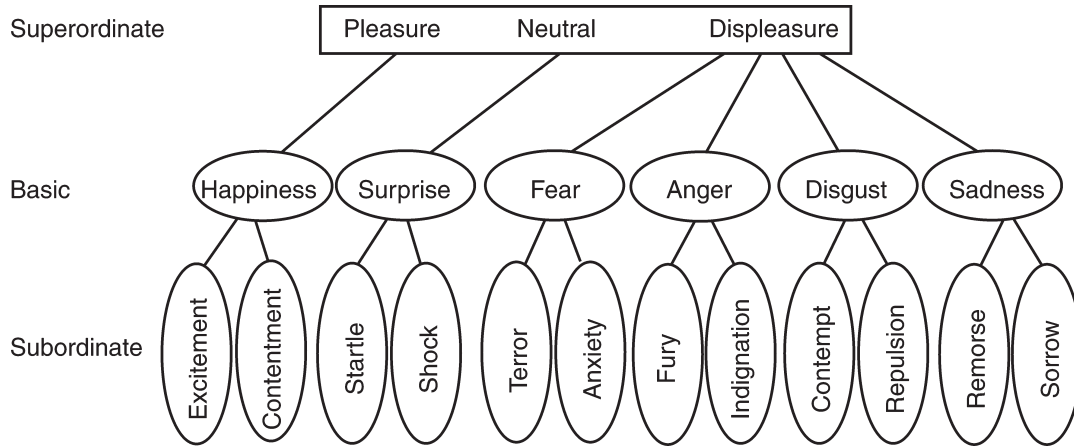 Superordinate Pleasure Neutral Displeasure
Basic Happiness Surprise Fear Anger Disgust Sadness
Subordinate Excitement Contentment Startle Shock Terror Anxiety Fury Indignation Contempt Repulsion Remorse Sorrow